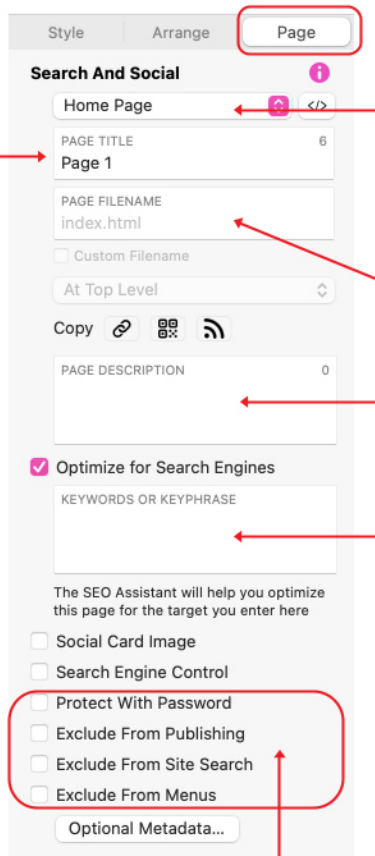 Style Arrange Page
Search And Social
Home Page </>
PAGE TITLE 6
Page 1
PAGE FILENAME
index.html
Custom Filename
At Top Level
Copy
PAGE DESCRIPTION 0
Optimize for Search Engines
KEYWORDS OR KEYPHRASE
The SEO Assistant will help you optimize
this page for the target you enter here
Social Card Image
Search Engine Control
Protect With Password
Exclude From Publishing
Exclude From Site Search
Exclude From Menus
Optional Metadata...